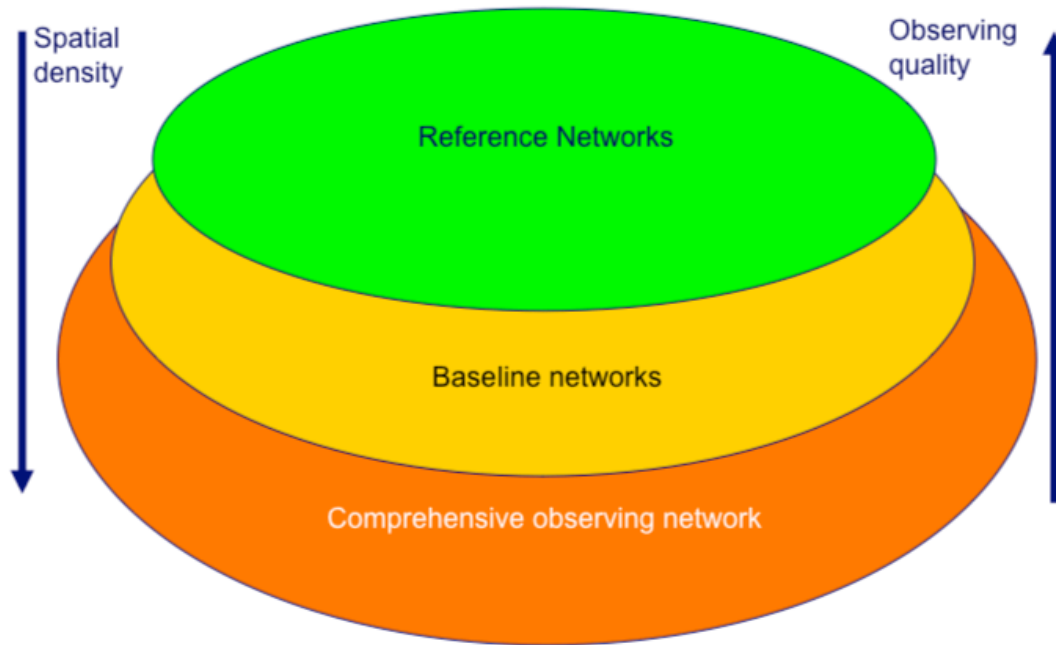 Spatial
density
Observing
quality
Reference Networks
Baseline networks
Comprehensive observing network